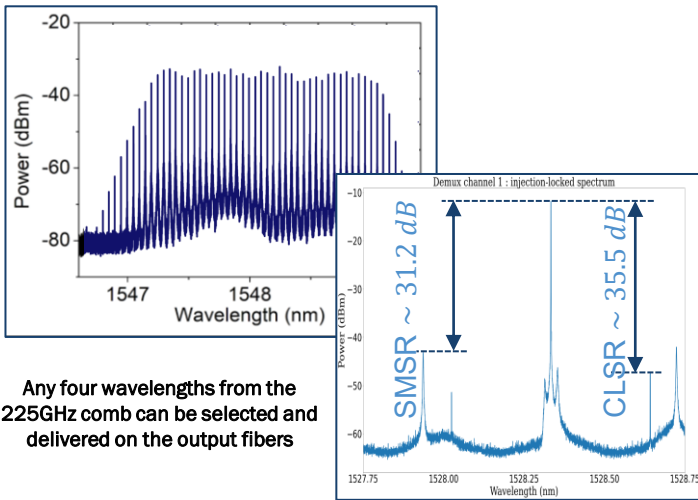 -20
-40
-60
-80
Power (dBm)
1547
1548
Wavelength (nm)
Demux channel 1 : injection-locked spectrum
-10
-20
-30
-40
-50
-60
Power (dBm)
SMSR ~ 31.2 dB
CLSR ~ 35.5 dB
1527.75
1528.00
1528.25
1528.50
1528.75
Wavelength (nm)
Any four wavelengths from the
225GHz comb can be selected and
delivered on the output fibers